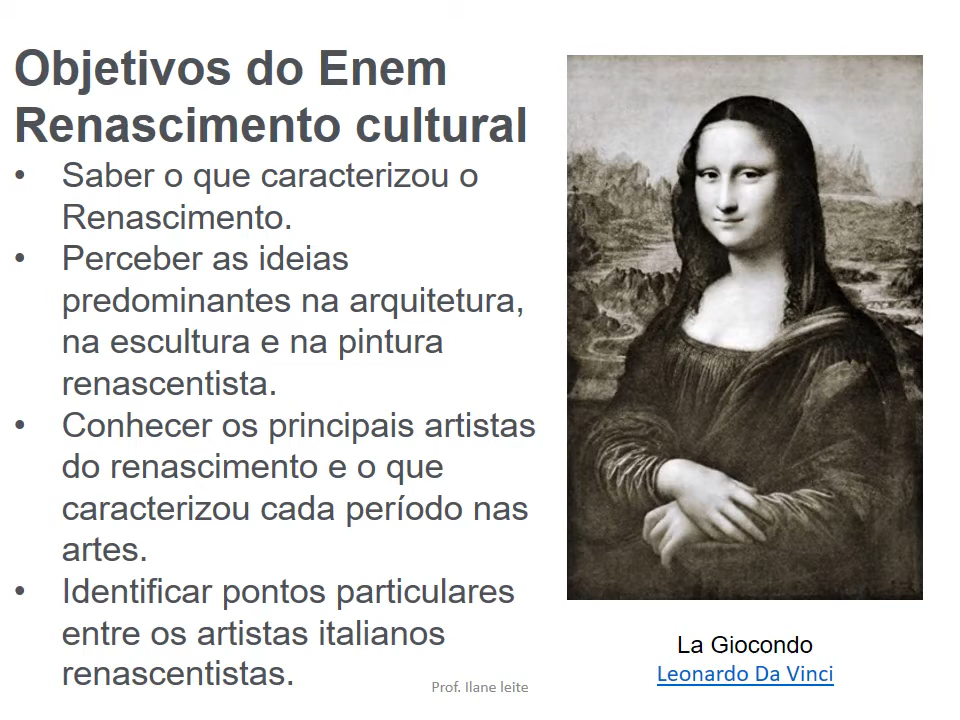 Objetivos do Enem
Renascimento cultural
• Saber o que caracterizou o
Renascimento.
• Perceber as ideias
predominantes na arquitetura,
na escultura e na pintura
renascentista.
• Conhecer os principais artistas
do renascimento e o que
caracterizou cada período nas
artes.
• Identificar pontos particulares
entre os artistas italianos
renascentistas.
La Giocondo
Leonardo Da Vinci
Prof. Ilane leite